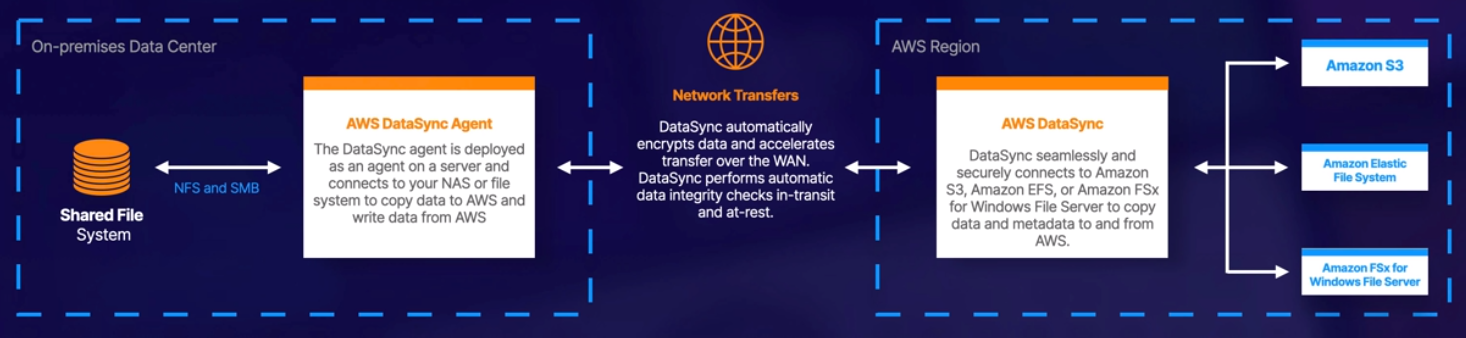 On-premises Data Center
Shared File
System
NFS and SMB
AWS DataSync Agent
The DataSync agent is deployed
as an agent on a server and
connects to your NAS or file
system to copy data to AWS and
write data from AWS
Network Transfers
DataSync automatically
encrypts data and accelerates
transfer over the WAN.
DataSync performs automatic
data integrity checks in-transit
and at-rest.
AWS Region
AWS DataSync
DataSync seamlessly and
securely connects to Amazon
S3, Amazon EFS, or Amazon FSx
for Windows File Server to copy
data and metadata to and from
AWS.
Amazon S3
Amazon Elastic
File System
Amazon FSx for
Windows File Server